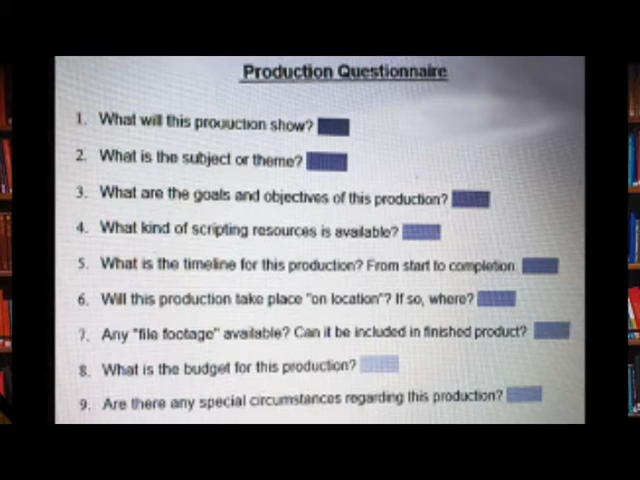 Production Questionnaire
1. What will this production show?
2. What is the subject or theme?
3. What are the goals and objectives of this production?
4. What kind of scripting resources is available?
5. What is the timeline for this production? From start to completion
6. Will this production take place "on location"? If so, where?
7. Any "file footage" available? Can it be included in finished product?
8. What is the budget for this production?
9. Are there any special circumstances regarding this production?